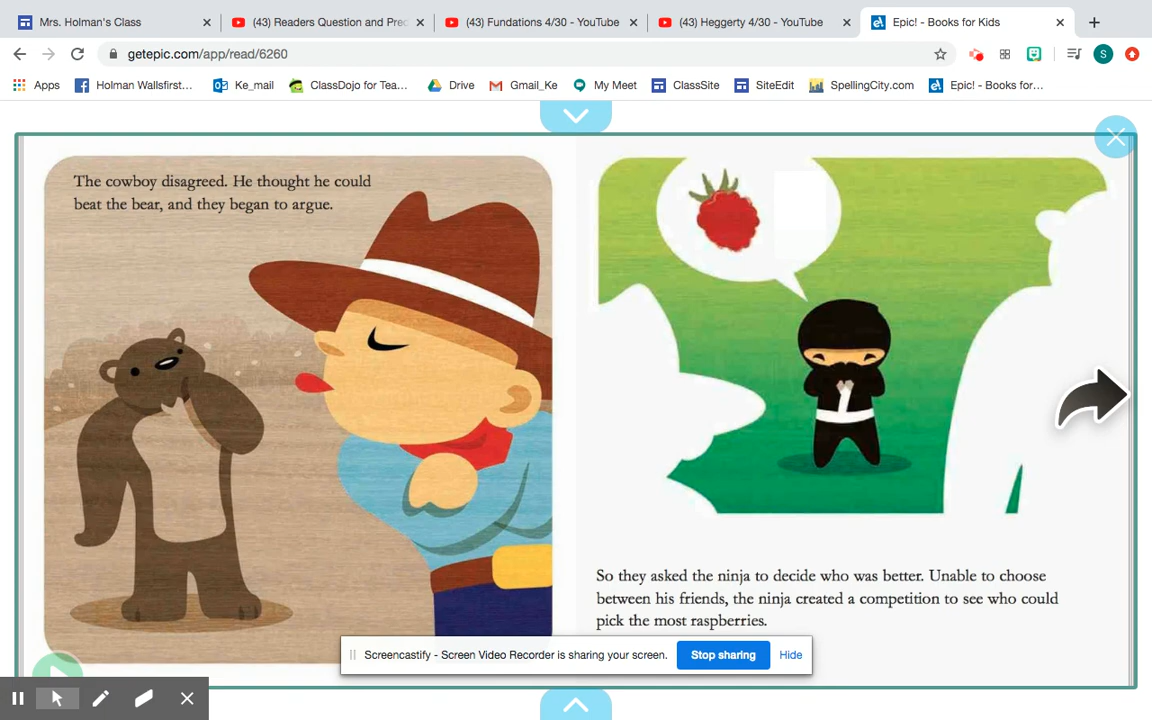 Mrs. Holman's Class
(43) Readers Question and Pred
(43) Fundations 4/30 - YouTube
(43) Heggerty 4/30 - YouTube
Epic! - Books for Kids
getepic.com/app/read/6260
S
Apps
Holman Wallsfirst...
Ke_mail
ClassDojo for Tea...
Drive
Gmail_Ke
My Meet
ClassSite
SiteEdit
SpellingCity.com
Epic! - Books for...
The cowboy disagreed. He thought he could
beat the bear, and they began to argue.
So they asked the ninja to decide who was better. Unable to choose
between his friends, the ninja created a competition to see who could
pick the most raspberries.
Screencastify - Screen Video Recorder is sharing your screen.
Stop sharing
Hide